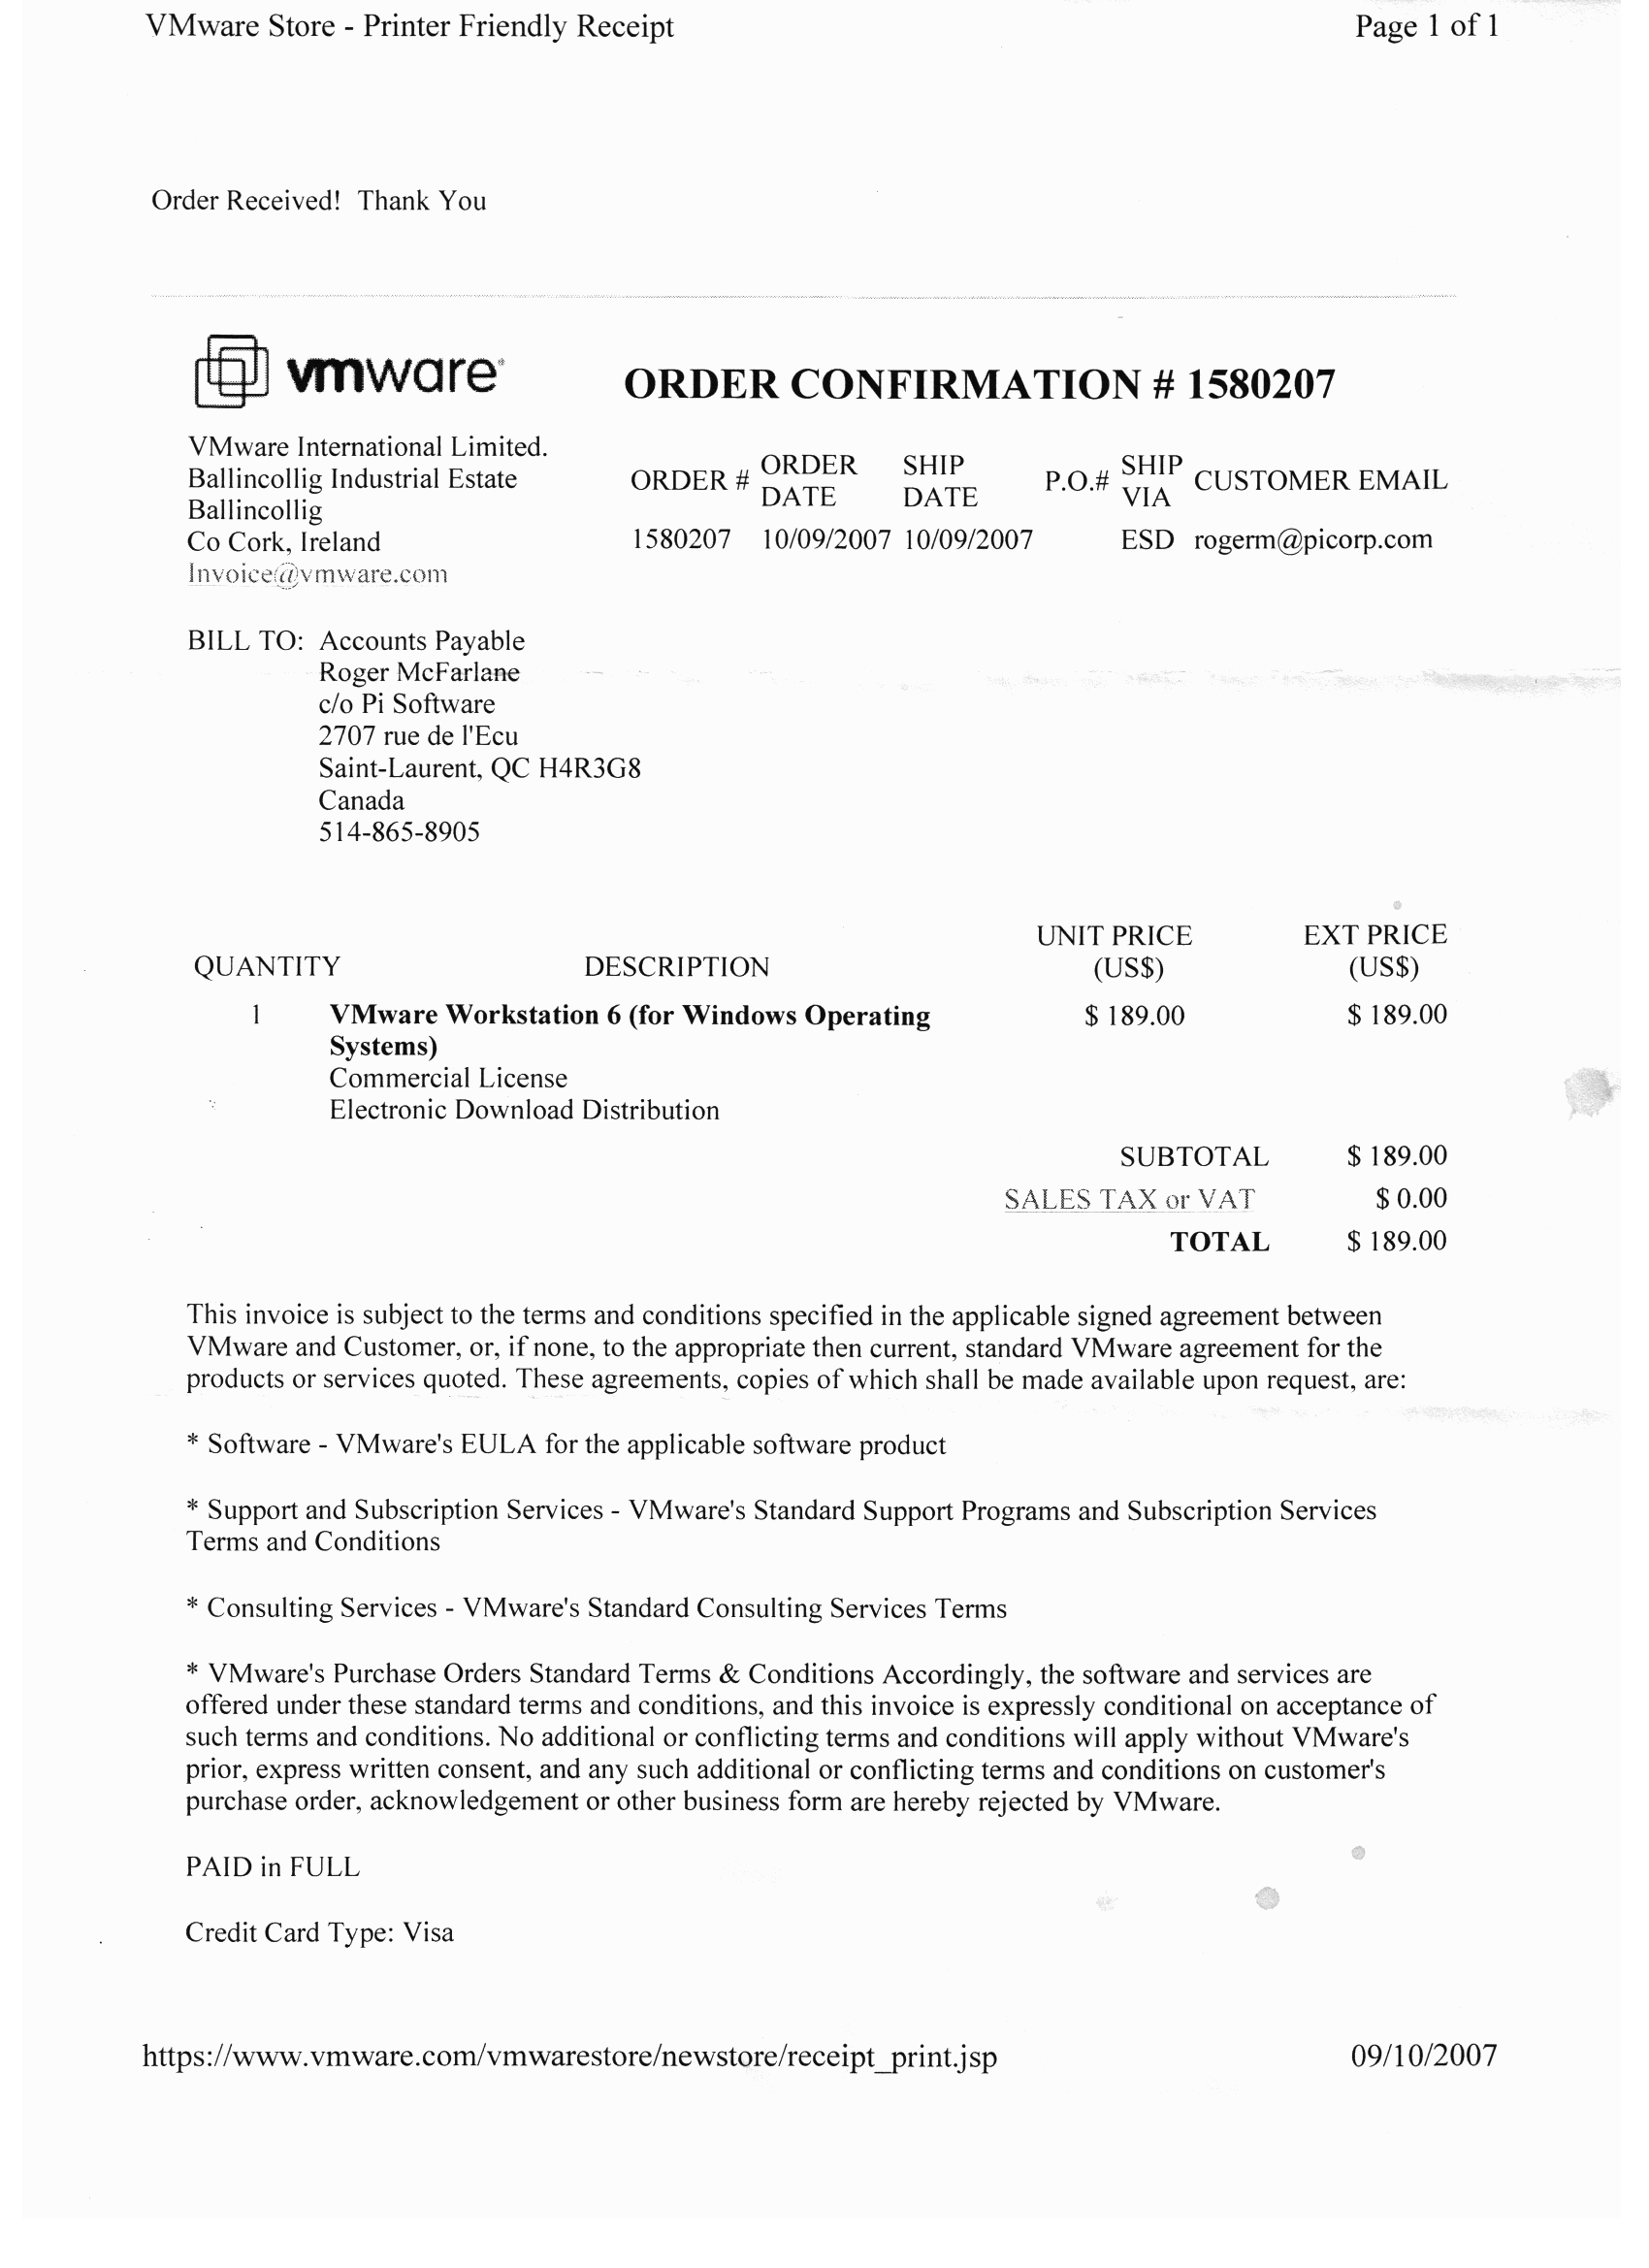 VMware Store - Printer Friendly Receipt Page 1 of 1
Order Received! Thank You
vmware
ORDER CONFIRMATION # 1580207
VMware International Limited.
Ballincollig Industrial Estate
Ballincollig
Co Cork, Ireland
Invoice@vmware.com
ORDER # ORDER DATE SHIP DATE P.O.# SHIP VIA CUSTOMER EMAIL
1580207 10/09/2007 10/09/2007 ESD rogerm@picorp.com
BILL TO: Accounts Payable
Roger McFarlane
c/o Pi Software
2707 rue de l'Ecu
Saint-Laurent, QC H4R3G8
Canada
514-865-8905
QUANTITY DESCRIPTION UNIT PRICE (US$) EXT PRICE (US$)
1 VMware Workstation 6 (for Windows Operating $ 189.00 $ 189.00
Systems)
Commercial License
Electronic Download Distribution
SUBTOTAL $ 189.00
SALES TAX or VAT $ 0.00
TOTAL $ 189.00
This invoice is subject to the terms and conditions specified in the applicable signed agreement between
VMware and Customer, or, if none, to the appropriate then current, standard VMware agreement for the
products or services quoted. These agreements, copies of which shall be made available upon request, are:
* Software - VMware's EULA for the applicable software product
* Support and Subscription Services - VMware's Standard Support Programs and Subscription Services
Terms and Conditions
* Consulting Services - VMware's Standard Consulting Services Terms
* VMware's Purchase Orders Standard Terms & Conditions Accordingly, the software and services are
offered under these standard terms and conditions, and this invoice is expressly conditional on acceptance of
such terms and conditions. No additional or conflicting terms and conditions will apply without VMware's
prior, express written consent, and any such additional or conflicting terms and conditions on customer's
purchase order, acknowledgement or other business form are hereby rejected by VMware.
PAID in FULL
Credit Card Type: Visa
https://www.vmware.com/vmwarestore/newstore/receipt_print.jsp 09/10/2007